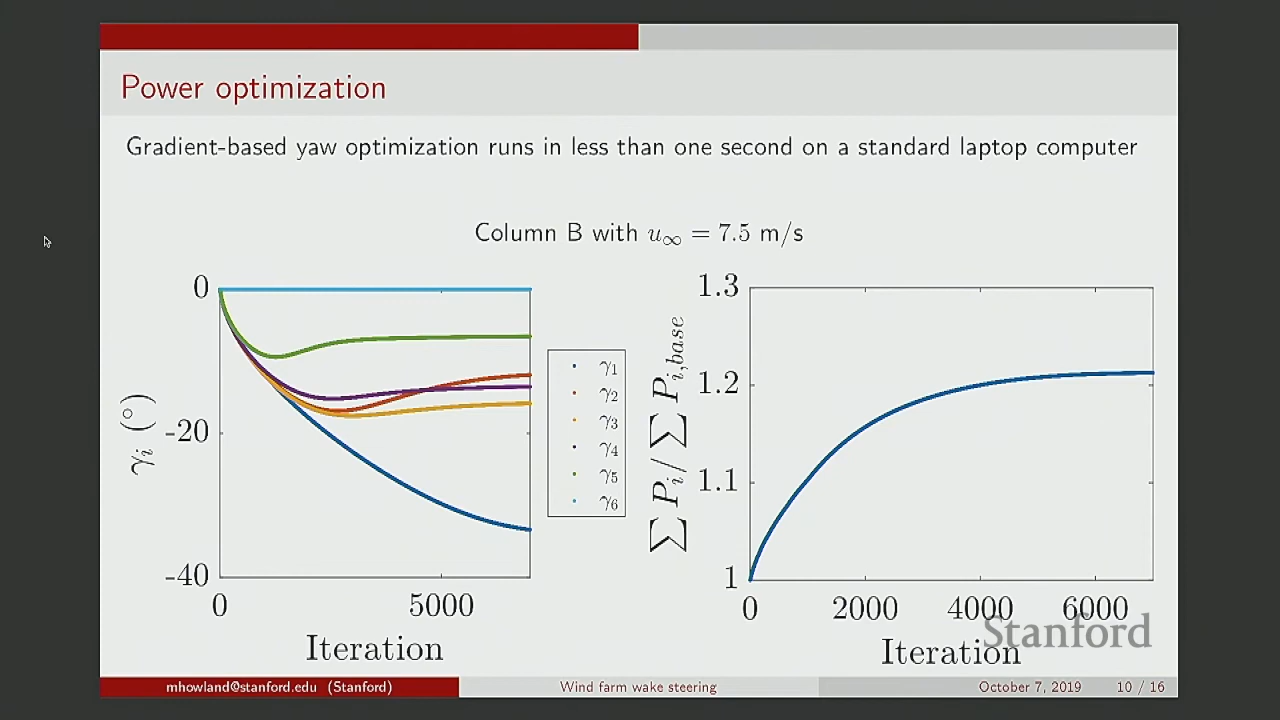 Power optimization
Gradient-based yaw optimization runs in less than one second on a standard laptop computer
Column B with u∞ = 7.5 m/s
0
-20
-40
γi (°)
0
5000
Iteration
γ1
γ2
γ3
γ4
γ5
γ6
1.3
1.2
1.1
1
∑ Pi/ ∑ Pi,base
0
2000
4000
6000
Iteration
Stanford
mhowland@stanford.edu (Stanford)
Wind farm wake steering
October 7, 2019
10 / 16